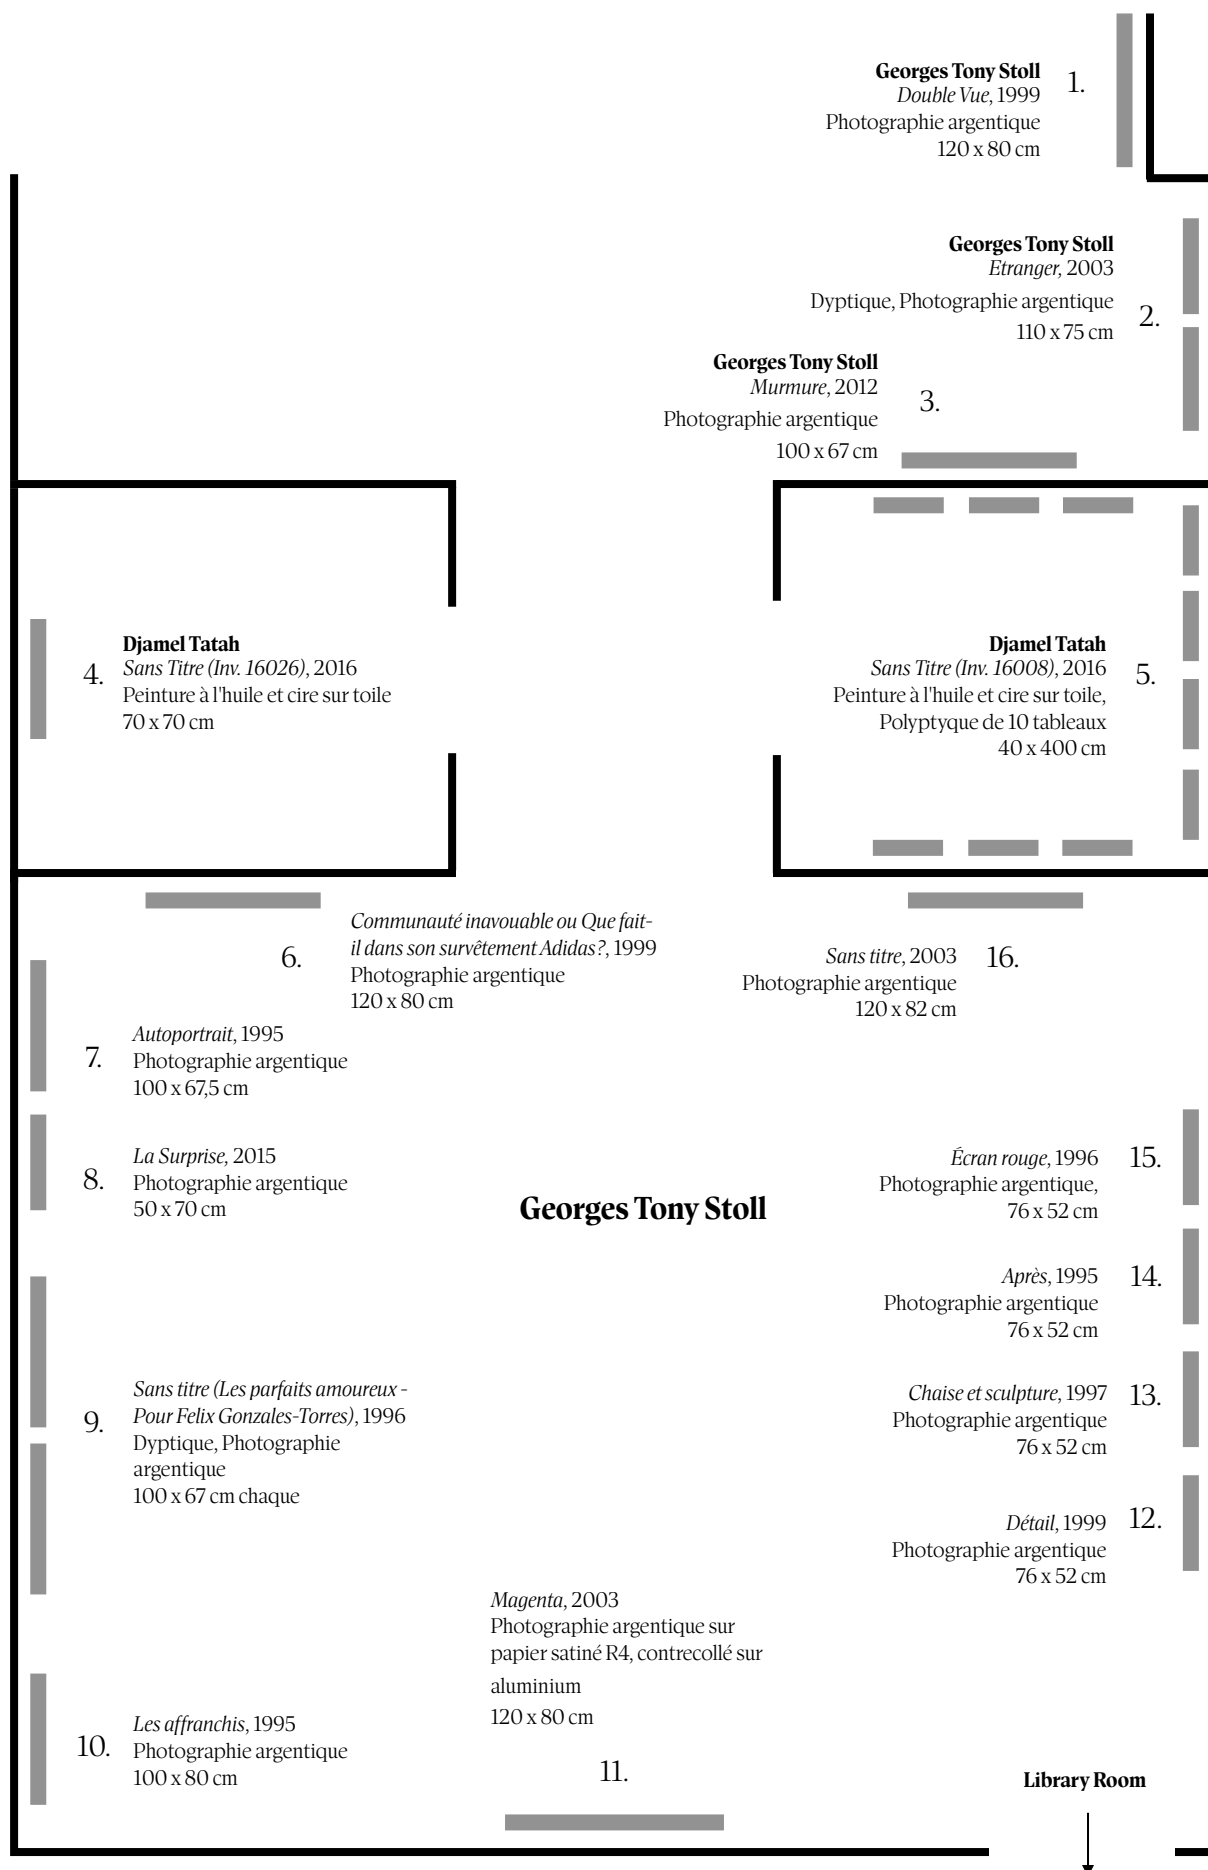 Georges Tony Stoll
Double Vue, 1999
Photographie argentique
120 x 80 cm
1.
Georges Tony Stoll
Etranger, 2003
Dyptique, Photographie argentique
110 x 75 cm
2.
Georges Tony Stoll
Murmure, 2012
Photographie argentique
100 x 67 cm
3.
4.
Djamel Tatah
Sans Titre (Inv. 16026), 2016
Peinture à l'huile et cire sur toile
70 x 70 cm
Djamel Tatah
Sans Titre (Inv. 16008), 2016
Peinture à l'huile et cire sur toile,
Polyptyque de 10 tableaux
40 x 400 cm
5.
6.
Communauté inavouable ou Que fait-
il dans son survêtement Adidas?, 1999
Photographie argentique
120 x 80 cm
Sans titre, 2003
Photographie argentique
120 x 82 cm
16.
7.
Autoportrait, 1995
Photographie argentique
100 x 67,5 cm
8.
La Surprise, 2015
Photographie argentique
50 x 70 cm
Georges Tony Stoll
Écran rouge, 1996
Photographie argentique,
76 x 52 cm
15.
Après, 1995
Photographie argentique
76 x 52 cm
14.
9.
Sans titre (Les parfaits amoureux -
Pour Felix Gonzales-Torres), 1996
Dyptique, Photographie
argentique
100 x 67 cm chaque
Chaise et sculpture, 1997
Photographie argentique
76 x 52 cm
13.
Détail, 1999
Photographie argentique
76 x 52 cm
12.
Magenta, 2003
Photographie argentique sur
papier satiné R4, contrecollé sur
aluminium
120 x 80 cm
11.
10.
Les affranchis, 1995
Photographie argentique
100 x 80 cm
Library Room